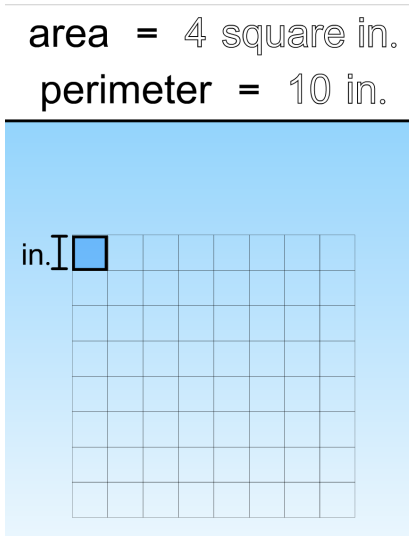 area = 4 square in.
perimeter = 10 in.
in.